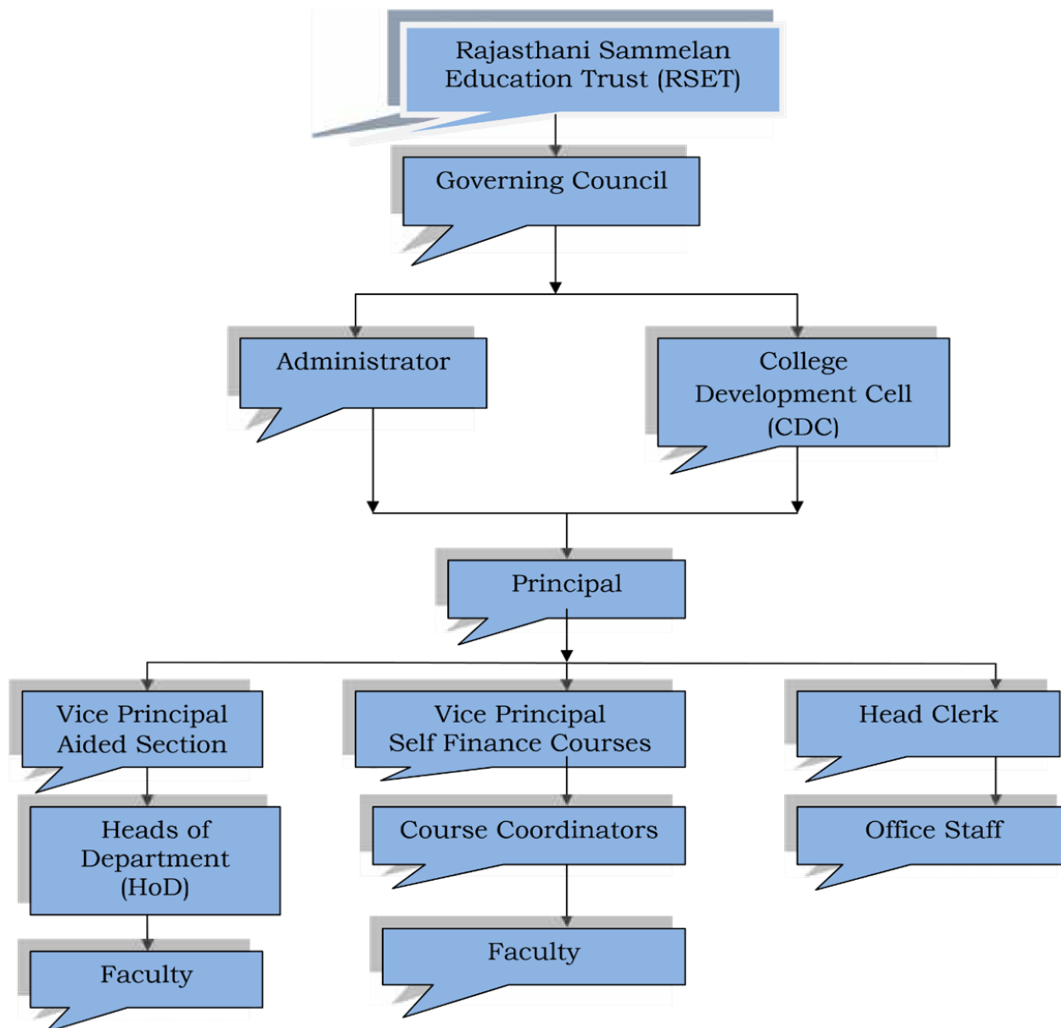 Rajasthani Sammelan
Education Trust (RSET)
Governing Council
Administrator
College
Development Cell
(CDC)
Principal
Vice Principal
Aided Section
Vice Principal
Self Finance Courses
Head Clerk
Heads of
Department
(HoD)
Course Coordinators
Office Staff
Faculty
Faculty